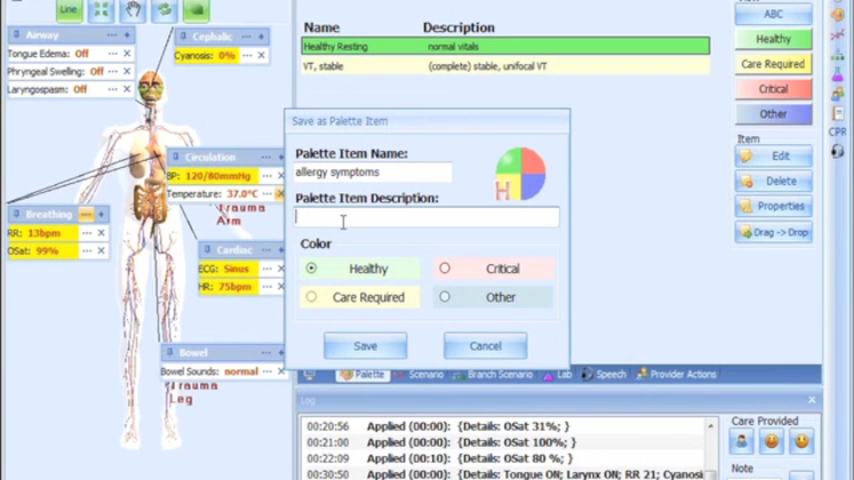 Line
Airway
Tongue Edema: Off
Phryngeal Swelling: Off
Laryngospasm: Off
Cephalic
Cyanosis: 0%
Circulation
BP: 120/80mmHg
Temperature: 37.0°C
Trauma
Arm
Breathing
RR: 13bpm
OSat: 99%
Cardiac
ECG: Sinus
HR: 75bpm
Bowel
Bowel Sounds: normal
Trauma
Leg
Name Description
Healthy Resting normal vitals
VT, stable (complete) stable, unifocal VT
Save as Palette Item
Palette Item Name:
allergy symptoms
Palette Item Description:
H
Color
Healthy Critical
Care Required Other
Save Cancel
Palette Scenario Branch Scenario Lab Speech Provider Actions
Log
00:20:56 Applied (00:00): {Details: OSat 31%; }
00:21:00 Applied (00:00): {Details: OSat 100%; }
00:22:09 Applied (00:10): {Details: OSat 80 %; }
00:30:50 Applied (00:00): {Details: Tongue ON; Larynx ON; RR 21; Cyanosi
ABC
Healthy
Care Required
Critical
Other
Item
Edit
Delete
Properties
Drag -> Drop
CPR
Care Provided
Note